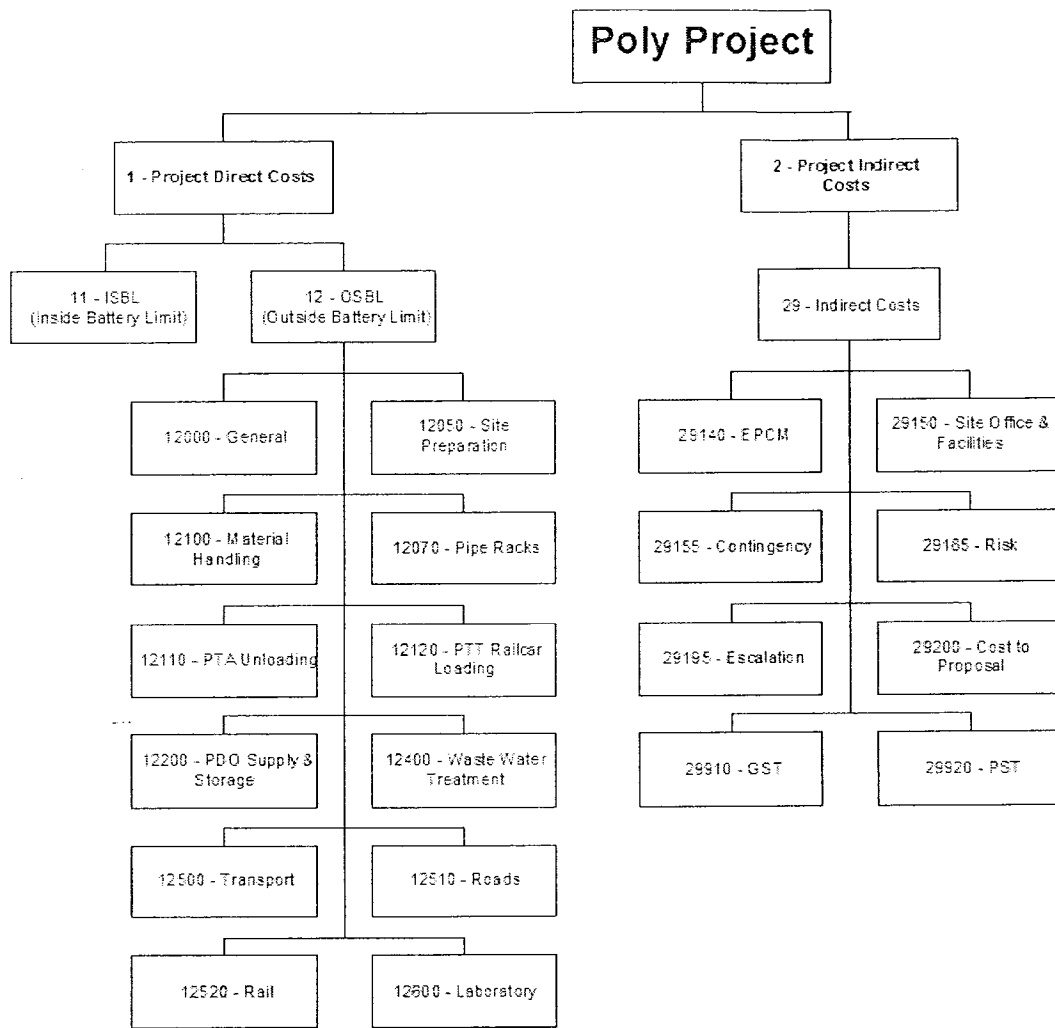 Poly Project
1 - Project Direct Costs
2 - Project Indirect
Costs
11 - ISBL
(Inside Battery Limit)
12 - OSBL
(Outside Battery Limit)
29 - Indirect Costs
12000 - General
12050 - Site
Preparation
29140 - EPCM
29150 - Site Office &
Facilities
12100 - Material
Handling
12070 - Pipe Racks
29155 - Contingency
29165 - Risk
12110 - PTA Unloading
12120 - PTT Railcar
Loading
29195 - Escalation
29200 - Cost to
Proposal
12200 - PDO Supply &
Storage
12400 - Waste Water
Treatment
29910 - GST
29920 - PST
12500 - Transport
12510 - Roads
12520 - Rail
12600 - Laboratory